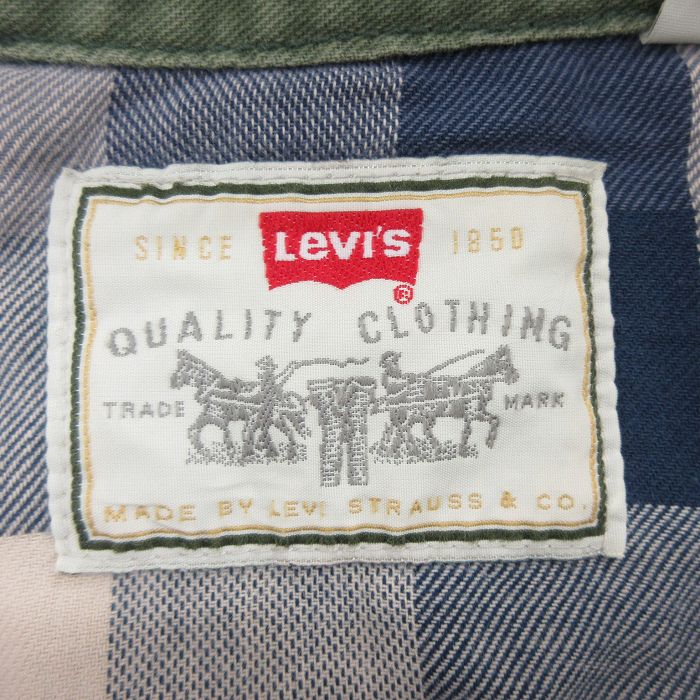 SINCE LEVI'S ® 1850
QUALITY CLOTHING
TRADE MARK
MADE BY LEVI STRAUSS & CO.